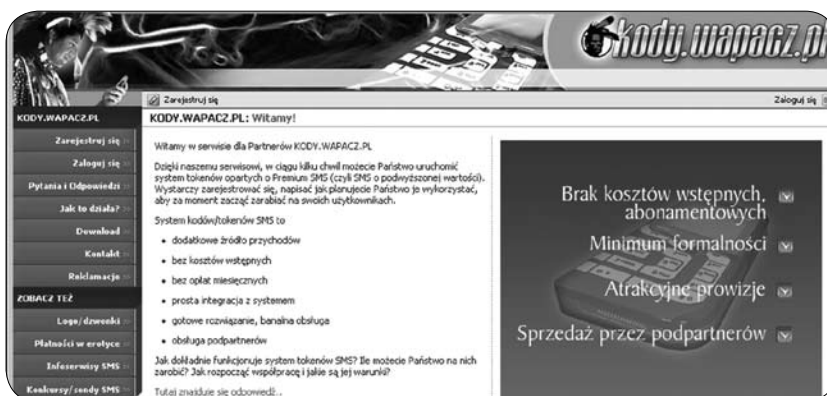 kody.wapacz.pl
Zarejestruj się
Zaloguj się
KODY.WAPACZ.PL
Zarejestruj się
Zaloguj się
Pytania i Odpowiedzi
Jak to działa?
Download
Kontakt
Reklamacje
ZOBACZ TEŻ
Logo/dzwonki
Płatności w erotyce
Infoserwisy SMS
Konkursy/sondy SMS
KODY.WAPACZ.PL: Witamy!
Witamy w serwisie dla Partnerów KODY.WAPACZ.PL
Dzięki naszemu serwisowi, w ciągu kilku chwil możecie Państwo uruchomić
system tokenów opartych o Premium SMS (czyli SMS o podwyższonej wartości).
Wystarczy zarejestrować się, napisać jak planujecie Państwo je wykorzystać,
aby za moment zacząć zarabiać na swoich użytkownikach.
System kodów/tokenów SMS to
• dodatkowe źródło przychodów
• bez kosztów wstępnych
• bez opłat miesięcznych
• prosta integracja z systemem
• gotowe rozwiązanie, banalna obsługa
• obsługa podpartnerów
Jak dokładnie funkcjonuje system tokenów SMS? Ile możecie Państwo na nich
zarobić? Jak rozpocząć współpracę i jakie są jej warunki?
Tutaj znajduje się odpowiedź..
Brak kosztów wstępnych,
abonamentowych
Minimum formalności
Atrakcyjne prowizje
Sprzedaż przez podpartnerów